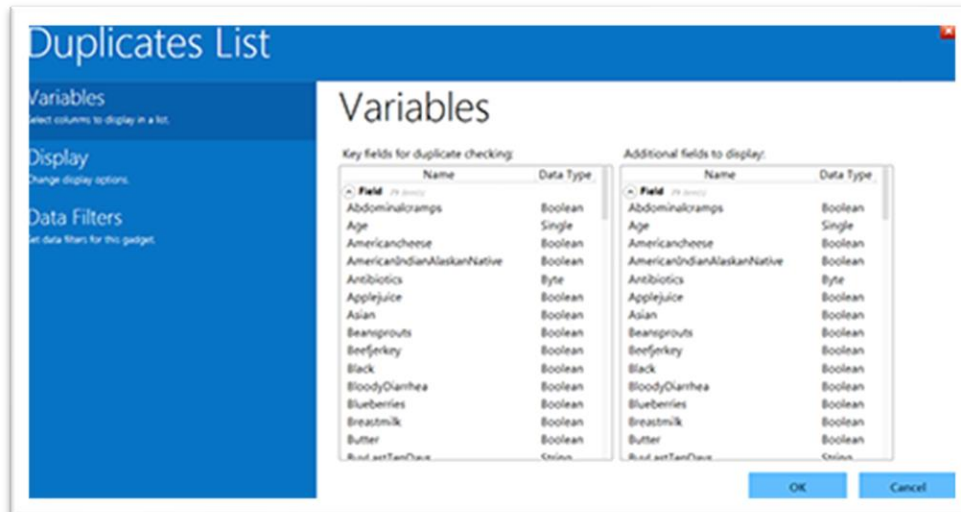 Duplicates List
Variables
Select columns to display in a list.
Display
Change display options.
Data Filters
Set data filters for this gadget.
Variables
Key fields for duplicate checking:
Name Data Type
Field
Abdominalcramps Boolean
Age Single
Americancheese Boolean
AmericanIndianAlaskanNative Boolean
Antibiotics Byte
Applejuice Boolean
Asian Boolean
Beansprouts Boolean
Beefjerkey Boolean
Black Boolean
BloodyDiarrhea Boolean
Blueberries Boolean
Breastmilk Boolean
Butter Boolean
BuyLastTenDays String
Additional fields to display:
Name Data Type
Field
Abdominalcramps Boolean
Age Single
Americancheese Boolean
AmericanIndianAlaskanNative Boolean
Antibiotics Byte
Applejuice Boolean
Asian Boolean
Beansprouts Boolean
Beefjerkey Boolean
Black Boolean
BloodyDiarrhea Boolean
Blueberries Boolean
Breastmilk Boolean
Butter Boolean
BuyLastTenDays String
OK Cancel